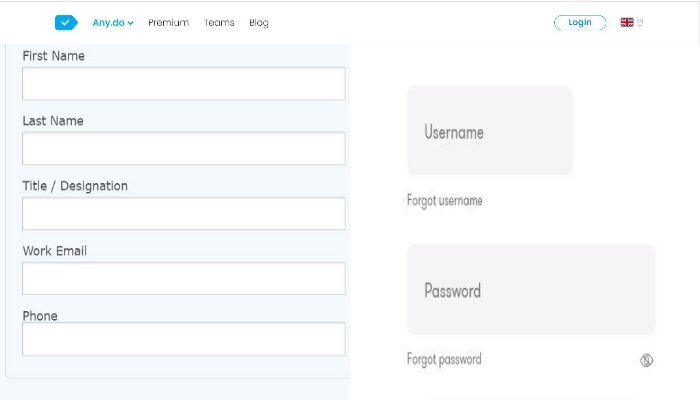 Any.do Premium Teams Blog Login EN
First Name
Last Name
Title / Designation
Work Email
Phone
Username
Forgot username
Password
Forgot password